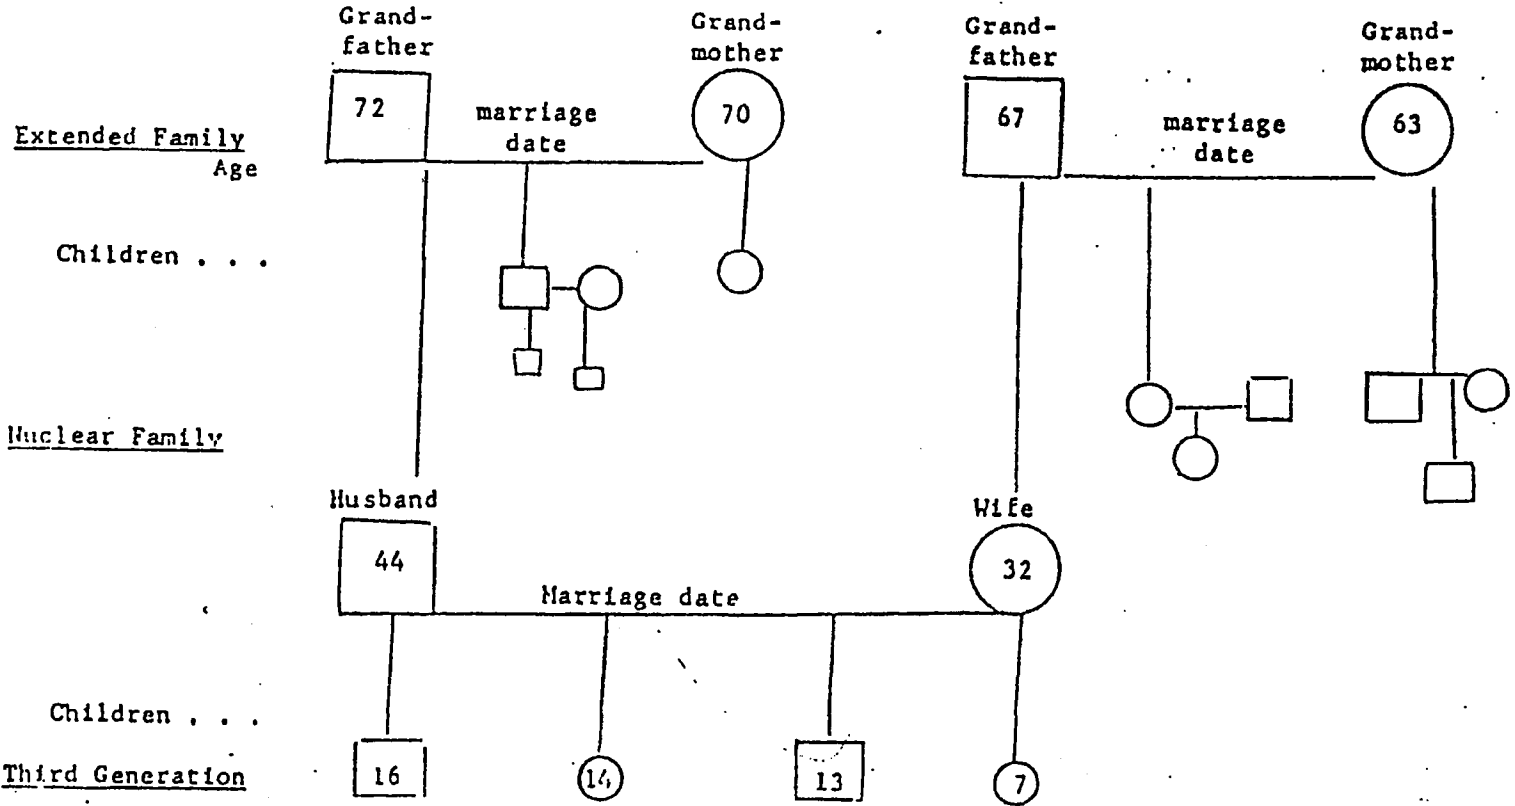 Grand-
father
Grand-
mother
Grand-
father
Grand-
mother
72
marriage
date
70
67
marriage
date
63
Extended Family
Age
Children . . .
Nuclear Family
Husband
Wife
44
32
Marriage date
Children . . .
Third Generation
16
14
13
7